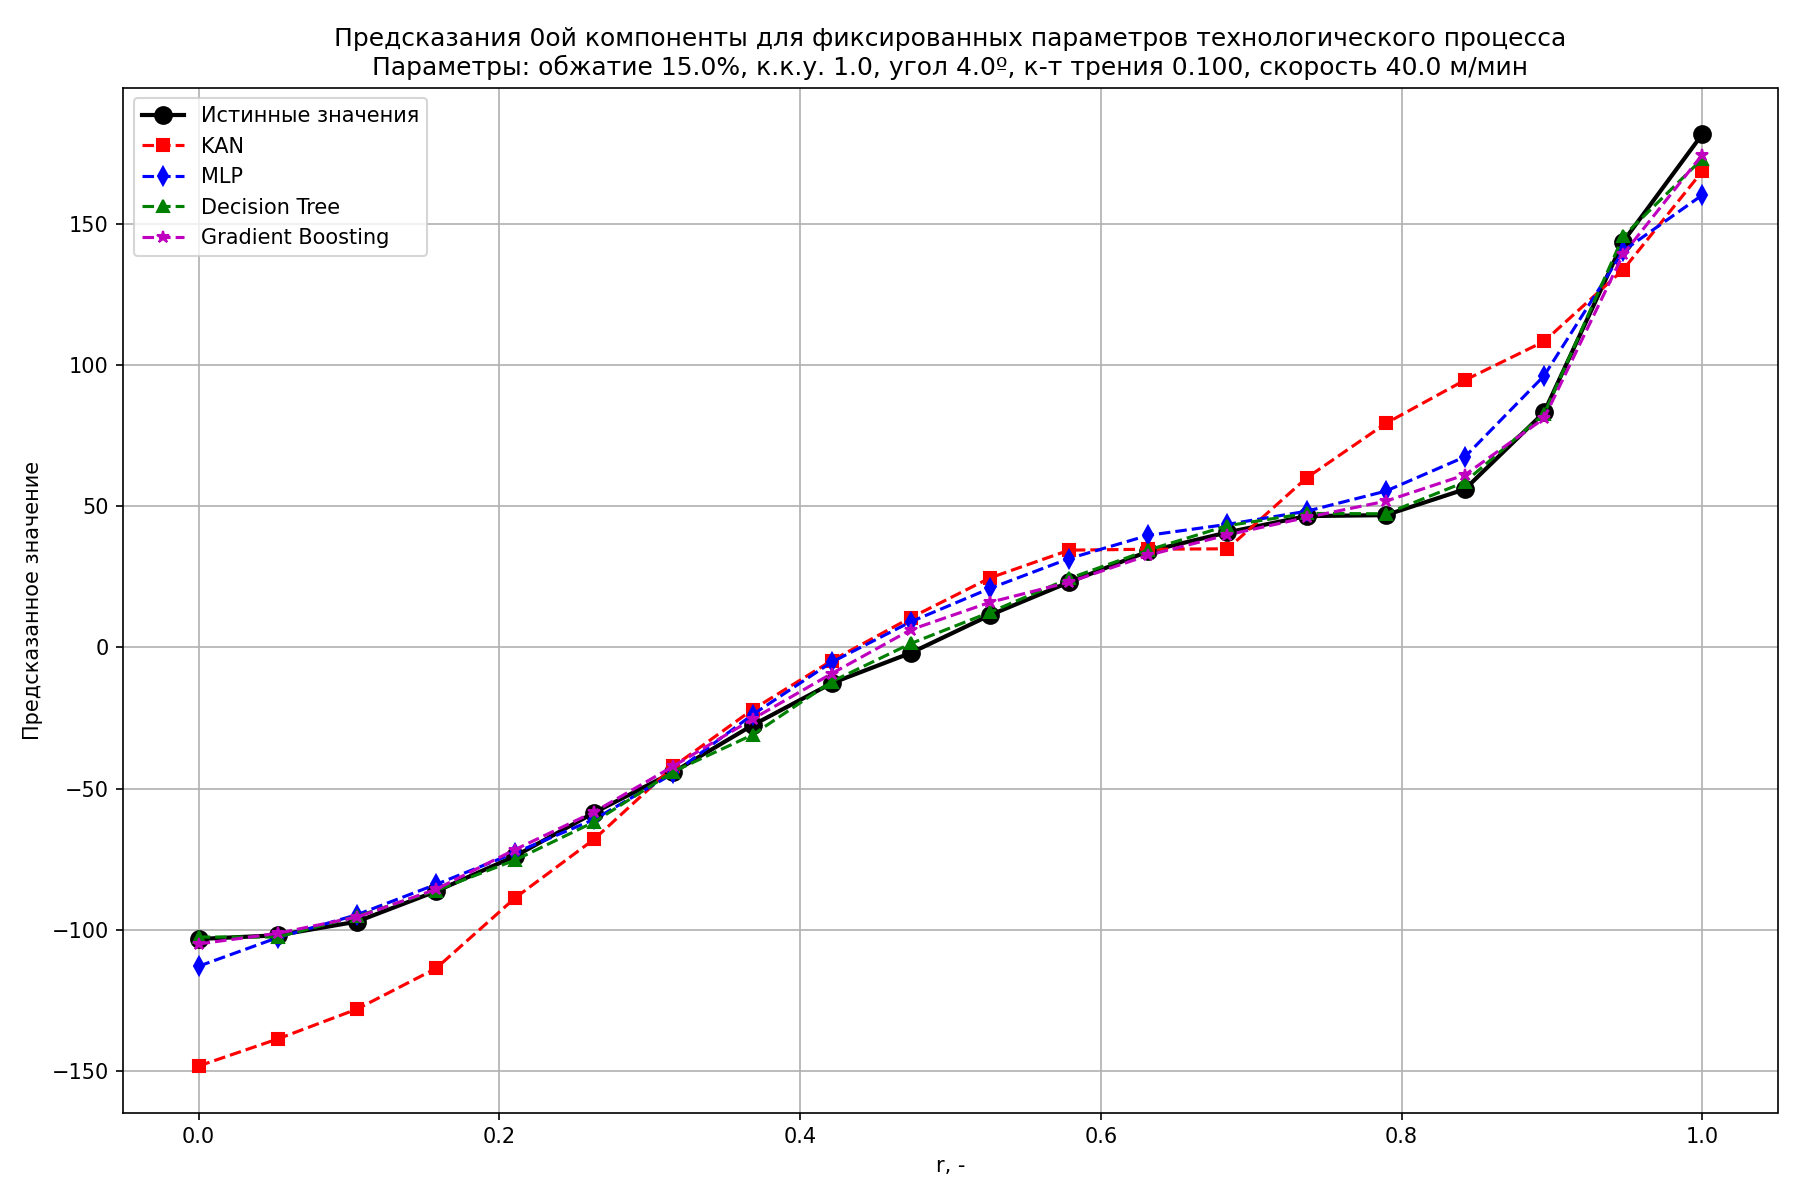 Предсказания 0ой компоненты для фиксированных параметров технологического процесса
Параметры: обжатие 15.0%, к.к.у. 1.0, угол 4.0º, к-т трения 0.100, скорость 40.0 м/мин
Истинные значения
KAN
MLP
Decision Tree
Gradient Boosting
Предсказанное значение
150
100
50
0
−50
−100
−150
0.0 0.2 0.4 0.6 0.8 1.0
r, -